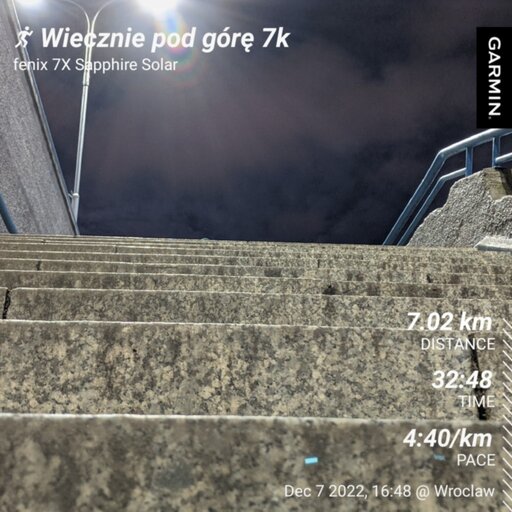 Wiecznie pod górę 7k
fenix 7X Sapphire Solar
GARMIN.
7.02 km
DISTANCE
32:48
TIME
4:40/km
PACE
Dec 7 2022, 16:48 @ Wroclaw